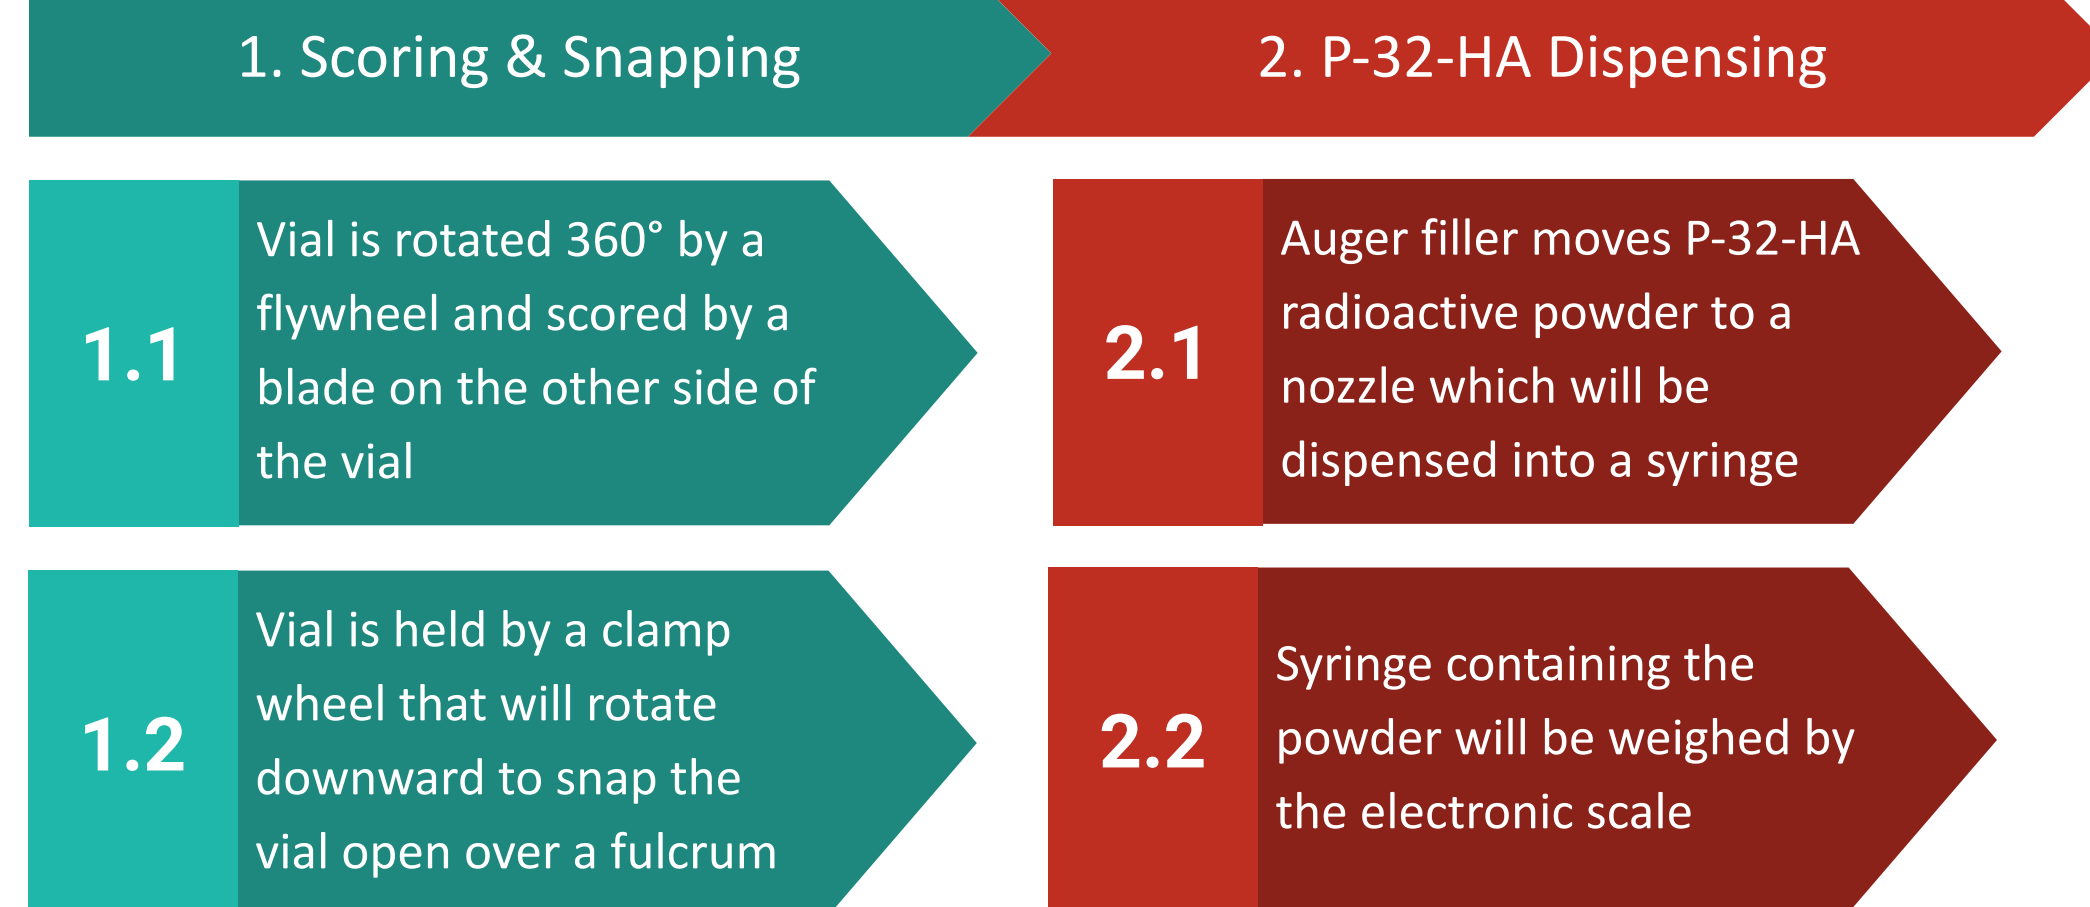 1. Scoring & Snapping
2. P-32-HA Dispensing
1.1
Vial is rotated 360° by a
flywheel and scored by a
blade on the other side of
the vial
2.1
Auger filler moves P-32-HA
radioactive powder to a
nozzle which will be
dispensed into a syringe
1.2
Vial is held by a clamp
wheel that will rotate
downward to snap the
vial open over a fulcrum
2.2
Syringe containing the
powder will be weighed by
the electronic scale